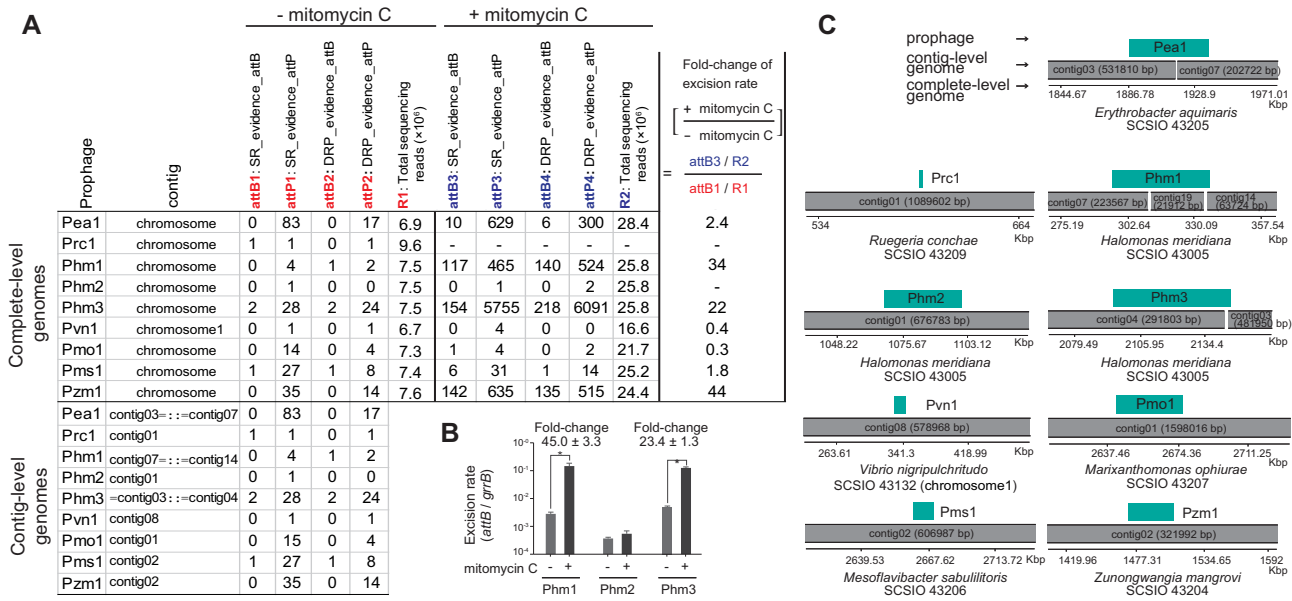 A
- mitomycin C
+ mitomycin C
Prophage
contig
attB1: SR_evidence_attB
attP1: SR_evidence_attP
attB2: DRP_evidence_attB
attP2: DRP_evidence_attP
R1: Total sequencing
reads (×10⁶)
attB3: SR_evidence_attB
attP3: SR_evidence_attP
attB4: DRP_evidence_attB
attP4: DRP_evidence_attP
R2: Total sequencing
reads (×10⁶)
Fold-change of
excision rate
[ + mitomycin C ]
− mitomycin C
= attB3 / R2
attB1 / R1
Complete-level
genomes
Pea1 chromosome 0 83 0 17 6.9 10 629 6 300 28.4 2.4
Prc1 chromosome 1 1 0 1 9.6 - - - - - -
Phm1 chromosome 0 4 1 2 7.5 117 465 140 524 25.8 34
Phm2 chromosome 0 1 0 0 7.5 0 1 0 2 25.8 -
Phm3 chromosome 2 28 2 24 7.5 154 5755 218 6091 25.8 22
Pvn1 chromosome1 0 1 0 1 6.7 0 4 0 0 16.6 0.4
Pmo1 chromosome 0 14 0 4 7.3 1 4 0 2 21.7 0.3
Pms1 chromosome 1 27 1 8 7.4 6 31 1 14 25.2 1.8
Pzm1 chromosome 0 35 0 14 7.6 142 635 135 515 24.4 44
Contig-level
genomes
Pea1 contig03=::=contig07 0 83 0 17
Prc1 contig01 1 1 0 1
Phm1 contig07=::=contig14 0 4 1 2
Phm2 contig01 0 1 0 0
Phm3 =contig03::=contig04 2 28 2 24
Pvn1 contig08 0 1 0 1
Pmo1 contig01 0 15 0 4
Pms1 contig02 1 27 1 8
Pzm1 contig02 0 35 0 14
B
Fold-change Fold-change
45.0 ± 3.3 23.4 ± 1.3
Excision rate
(attB / grrB)
10⁻⁰
10⁻¹
10⁻²
10⁻³
10⁻⁴
* *
mitomycin C - + - + - +
Phm1 Phm2 Phm3
C
prophage →
contig-level
genome →
complete-level
genome →
Pea1
contig03 (531810 bp) contig07 (202722 bp)
1844.67 1886.78 1928.9 1971.01
Kbp
Erythrobacter aquimaris
SCSIO 43205
Prc1
contig01 (1089602 bp)
534 664
Kbp
Ruegeria conchae
SCSIO 43209
Phm1
contig07 (223567 bp) contig19 (21912 bp) contig14 (63724 bp)
275.19 302.64 330.09 357.54
Kbp
Halomonas meridiana
SCSIO 43005
Phm2
contig01 (676783 bp)
1048.22 1075.67 1103.12 Kbp
Halomonas meridiana
SCSIO 43005
Phm3
contig04 (291803 bp) contig03 (481950 bp)
2079.49 2105.95 2134.4 Kbp
Halomonas meridiana
SCSIO 43005
Pvn1
contig08 (578968 bp)
263.61 341.3 418.99 Kbp
Vibrio nigripulchritudo
SCSIO 43132 (chromosome1)
Pmo1
contig01 (1598016 bp)
2637.46 2674.36 2711.25 Kbp
Marixanthomonas ophiurae
SCSIO 43207
Pms1
contig02 (606987 bp)
2639.53 2667.62 2713.72 Kbp
Mesoflavibacter sabulilitoris
SCSIO 43206
Pzm1
contig02 (321992 bp)
1419.96 1477.31 1534.65 1592
Kbp
Zunongwangia mangrovi
SCSIO 43204